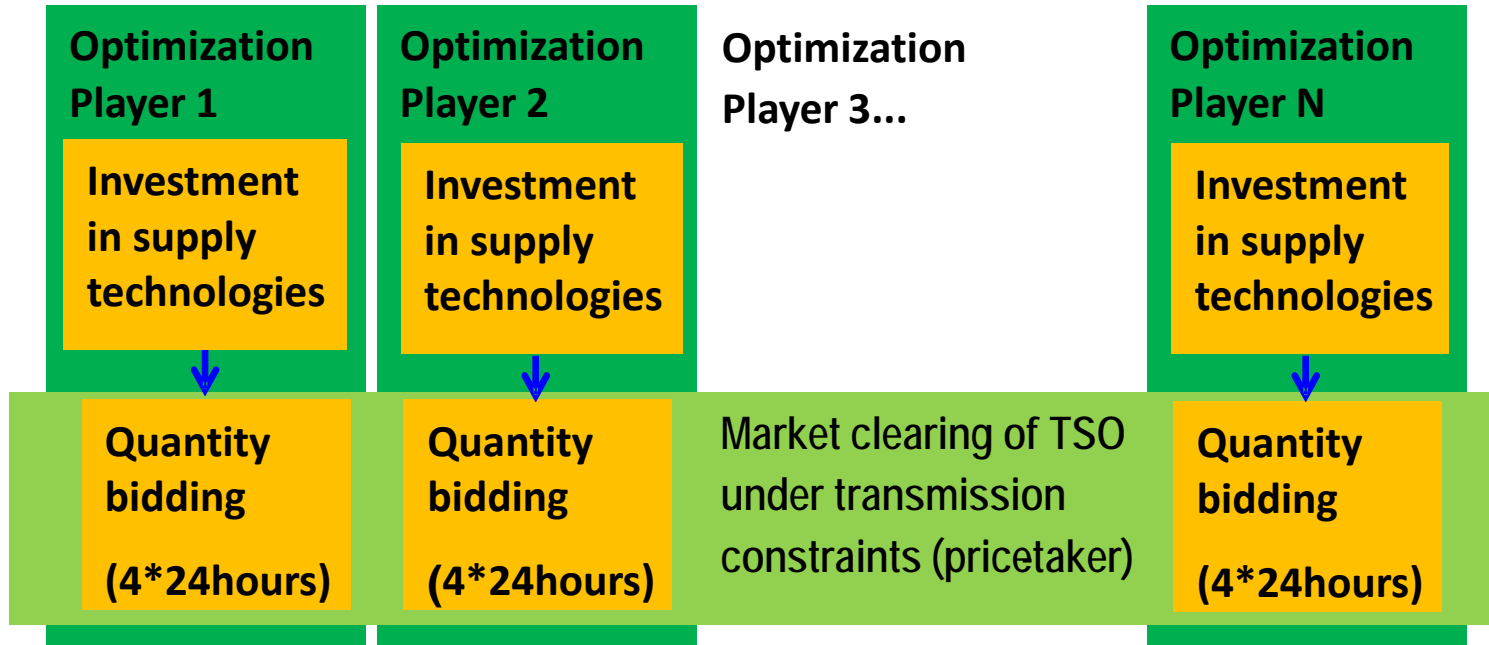 Optimization
Player 1
Investment
in supply
technologies
Quantity
bidding
(4*24hours)
Optimization
Player 2
Investment
in supply
technologies
Quantity
bidding
(4*24hours)
Optimization
Player 3...
Market clearing of TSO
under transmission
constraints (pricetaker)
Optimization
Player N
Investment
in supply
technologies
Quantity
bidding
(4*24hours)